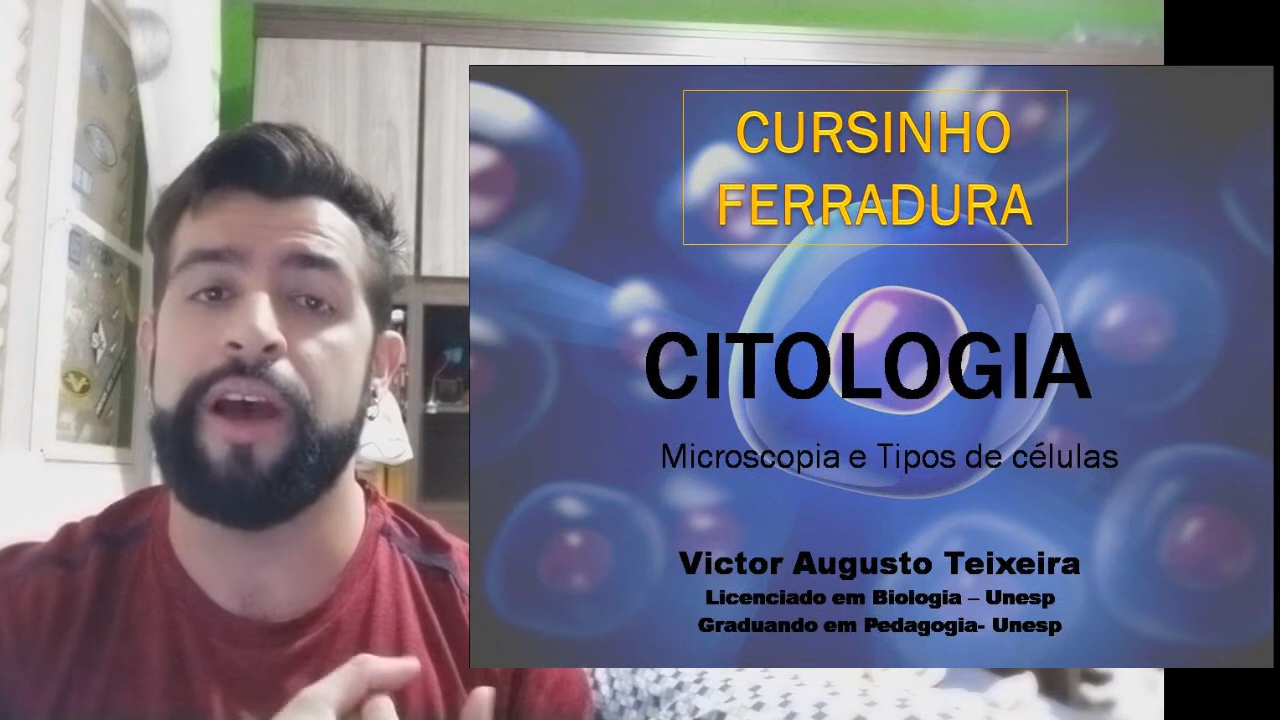 CURSINHO
FERRADURA
CITOLOGIA
Microscopia e Tipos de células
Victor Augusto Teixeira
Licenciado em Biologia – Unesp
Graduando em Pedagogia- Unesp